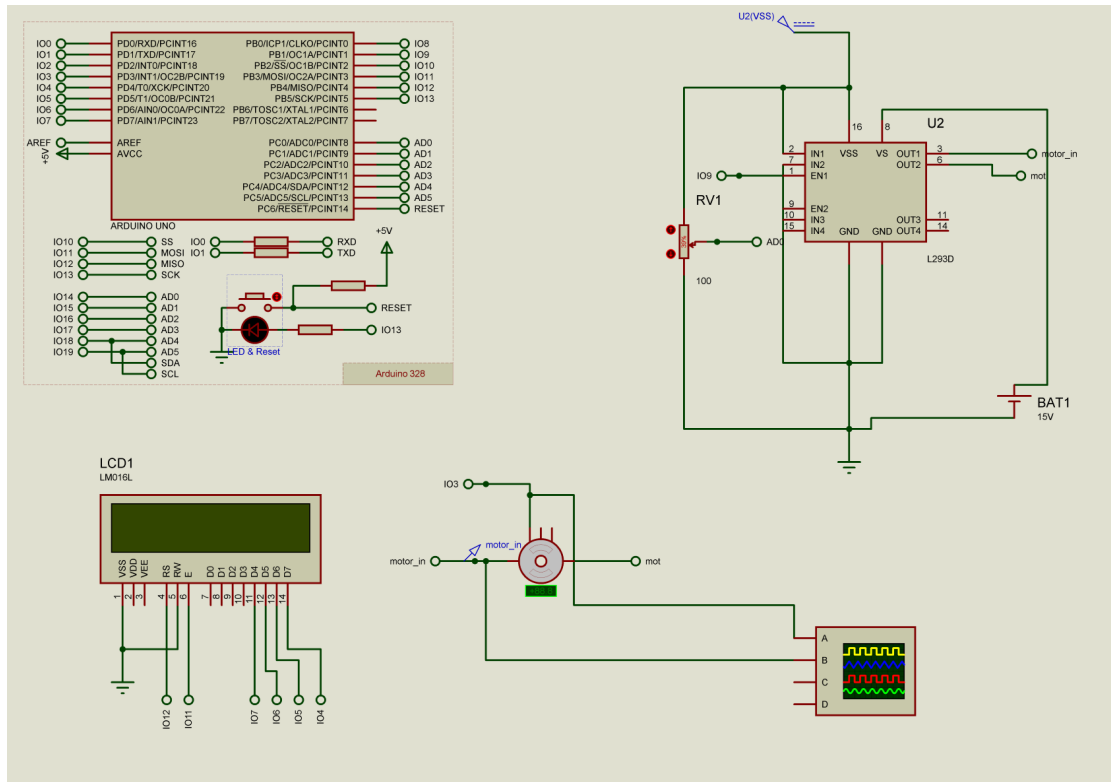 U2(VSS)
IO0 PD0/RXD/PCINT16 PB0/ICP1/CLKO/PCINT0 IO8
IO1 PD1/TXD/PCINT17 PB1/OC1A/PCINT1 IO9
IO2 PD2/INT0/PCINT18 PB2/SS/OC1B/PCINT2 IO10
IO3 PD3/INT1/OC2B/PCINT19 PB3/MOSI/OC2A/PCINT3 IO11
IO4 PD4/T0/XCK/PCINT20 PB4/MISO/PCINT4 IO12
IO5 PD5/T1/OC0B/PCINT21 PB5/SCK/PCINT5 IO13
IO6 PD6/AIN0/OC0A/PCINT22 PB6/TOSC1/XTAL1/PCINT6
IO7 PD7/AIN1/PCINT23 PB7/TOSC2/XTAL2/PCINT7
AREF AREF PC0/ADC0/PCINT8 AD0
+5V AVCC PC1/ADC1/PCINT9 AD1
PC2/ADC2/PCINT10 AD2
PC3/ADC3/PCINT11 AD3
PC4/ADC4/SDA/PCINT12 AD4
PC5/ADC5/SCL/PCINT13 AD5
PC6/RESET/PCINT14 RESET
ARDUINO UNO
IO10 SS IO0 RXD
IO11 MOSI IO1 TXD
IO12 MISO
IO13 SCK
+5V
IO14 AD0
IO15 AD1
IO16 AD2
IO17 AD3
IO18 AD4
IO19 AD5
SDA
SCL
RESET
IO13
LED & Reset
Arduino 328
16 8 U2
2 IN1 VSS VS OUT1 3 motor_in
7 IN2 OUT2 6
IO9 1 EN1 mot
9 EN2
10 IN3 OUT3 11
15 IN4 OUT4 14
GND GND
L293D
RV1
AD0
100
BAT1
15V
LCD1
LM016L
VSS VDD VEE RS RW E D0 D1 D2 D3 D4 D5 D6 D7
1 2 3 4 5 6 7 8 9 10 11 12 13 14
IO12 IO11 IO7 IO6 IO5 IO4
IO3
motor_in motor_in mot
A
B
C
D